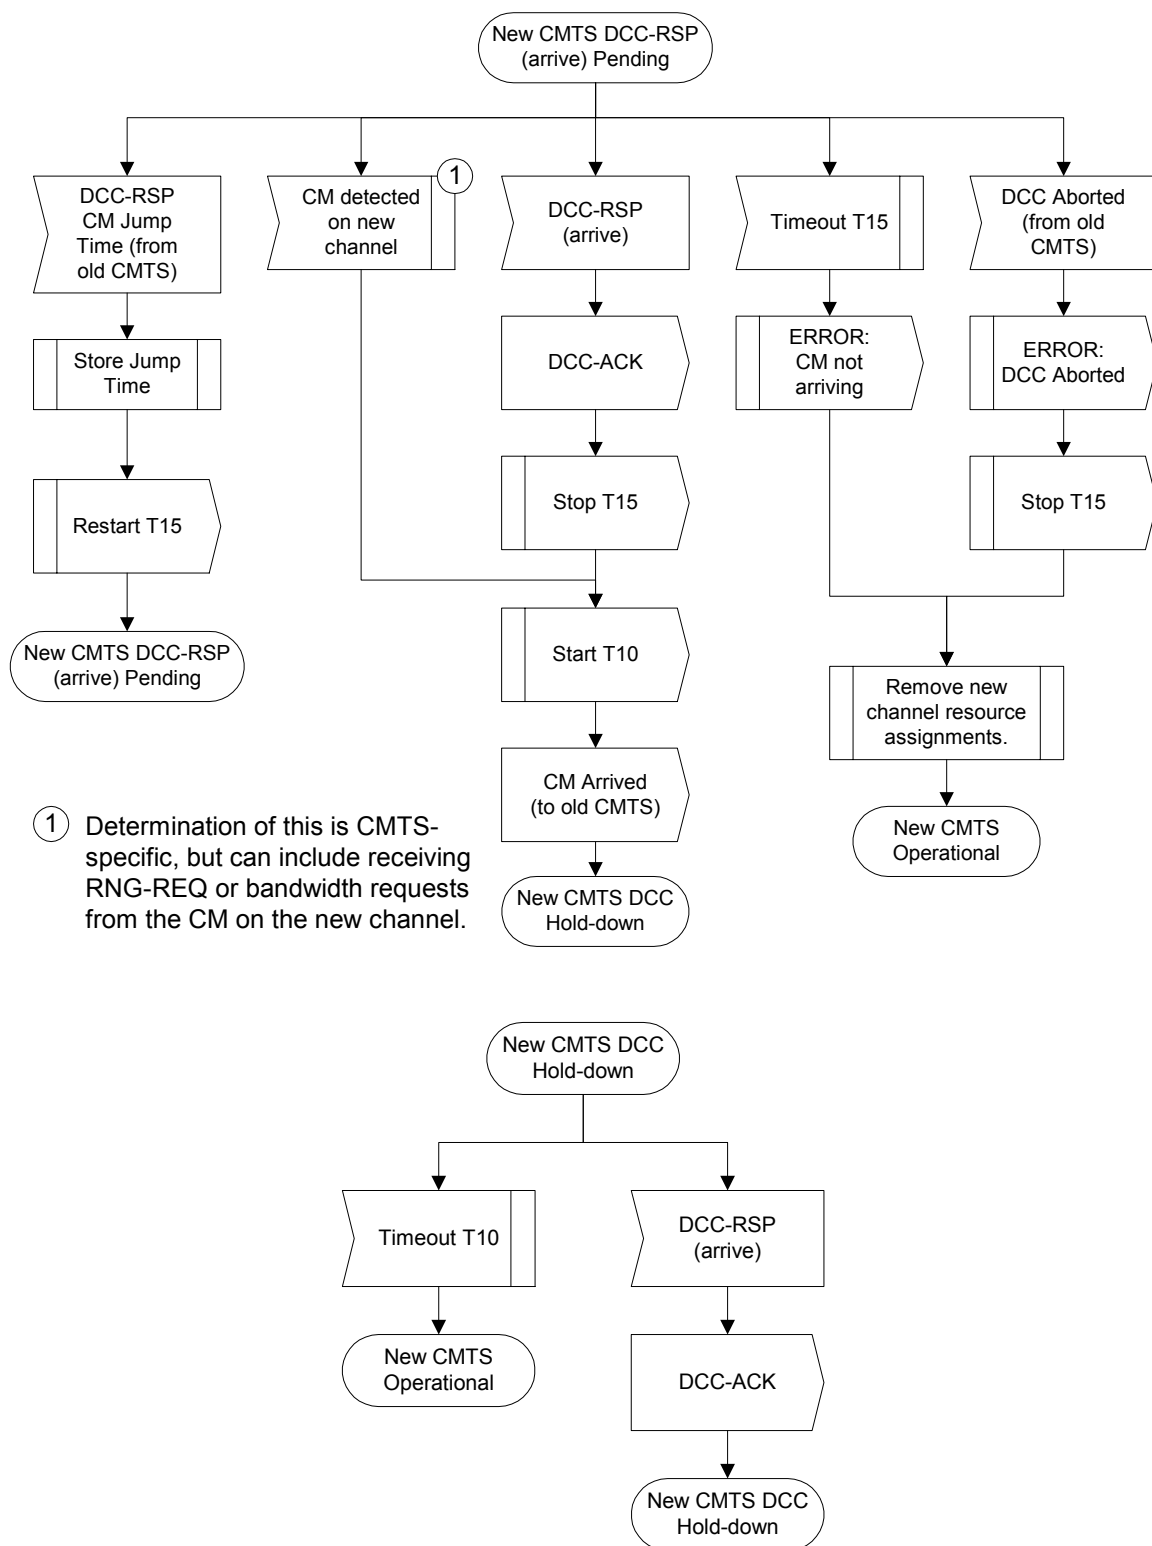 New CMTS DCC-RSP
(arrive) Pending
DCC-RSP
CM Jump
Time (from
old CMTS)
CM detected
on new
channel
1
DCC-RSP
(arrive)
Timeout T15
DCC Aborted
(from old
CMTS)
Store Jump
Time
DCC-ACK
ERROR:
CM not
arriving
ERROR:
DCC Aborted
Restart T15
Stop T15
Stop T15
New CMTS DCC-RSP
(arrive) Pending
Start T10
Remove new
channel resource
assignments.
CM Arrived
(to old CMTS)
New CMTS
Operational
New CMTS DCC
Hold-down
1 Determination of this is CMTS-
specific, but can include receiving
RNG-REQ or bandwidth requests
from the CM on the new channel.
New CMTS DCC
Hold-down
Timeout T10
DCC-RSP
(arrive)
New CMTS
Operational
DCC-ACK
New CMTS DCC
Hold-down